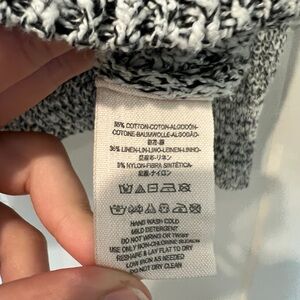 COTTON-COTON-ALGODÓN-
COTONE-BAUMWOLLE-ALGODÃO-
36% LINEN-LIN-LINO-LEINEN-LINHO-
NYLON-FIBRA SINTÉTICA-
HAND WASH COLD
MILD DETERGENT
DO NOT WRING OR TWIST
USE ONLY NON-CHLORINE BLEACH
RESHAPE & LAY FLAT TO DRY
LOW IRON AS NEEDED
DO NOT DRY CLEAN